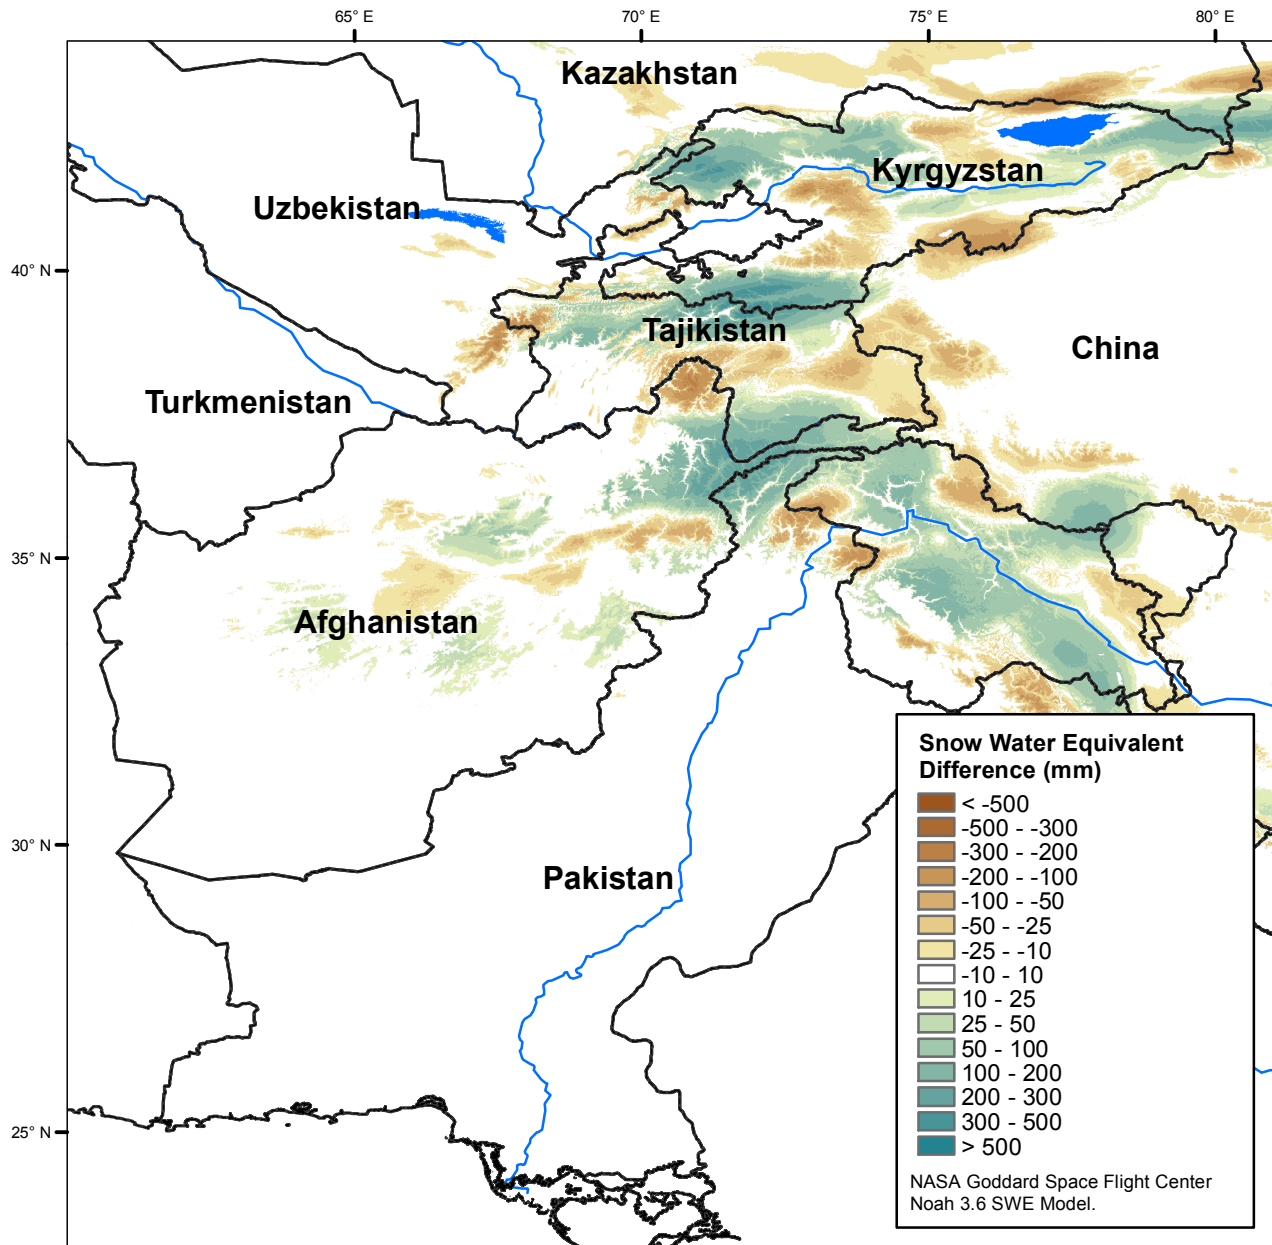 65° E
70° E
75° E
80° E
Kazakhstan
Kyrgyzstan
Uzbekistan
40° N
Tajikistan
China
Turkmenistan
35° N
Afghanistan
Snow Water Equivalent
Difference (mm)
< -500
-500 - -300
-300 - -200
-200 - -100
-100 - -50
-50 - -25
-25 - -10
-10 - 10
10 - 25
25 - 50
50 - 100
100 - 200
200 - 300
300 - 500
> 500
30° N
Pakistan
25° N
NASA Goddard Space Flight Center
Noah 3.6 SWE Model.